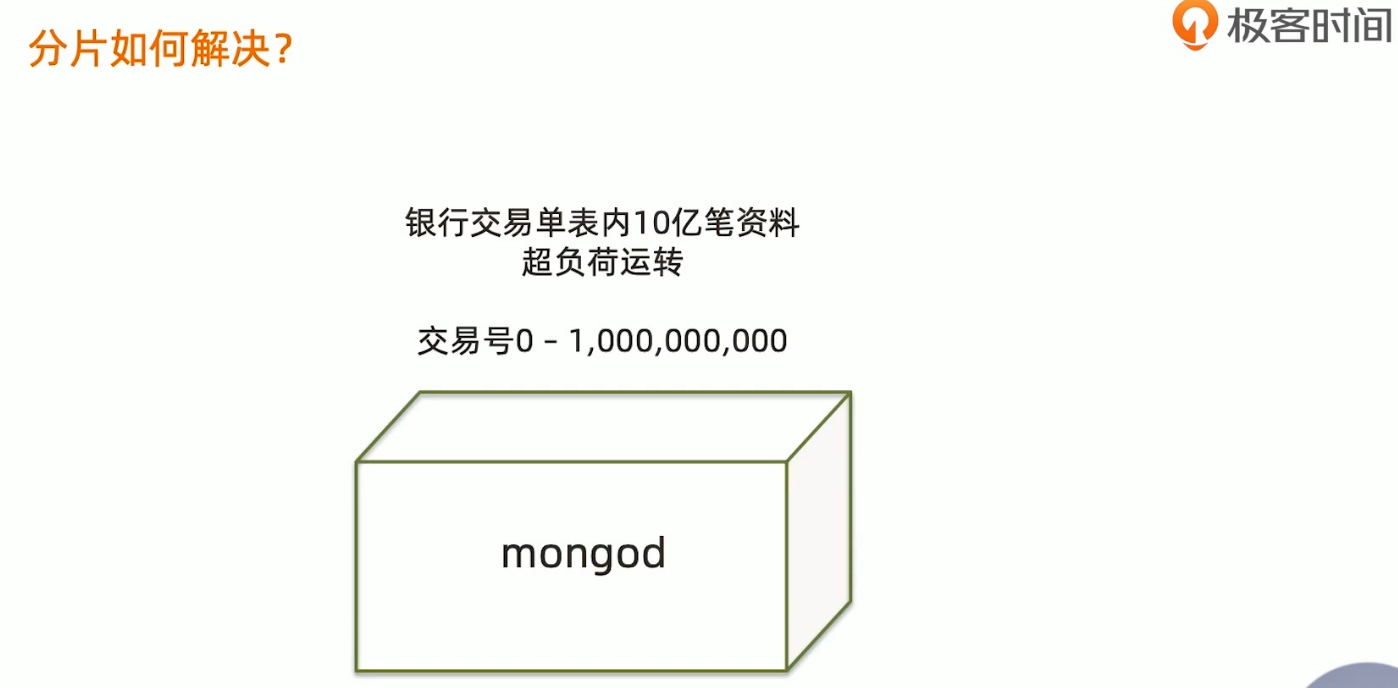 分片如何解决?
极客时间
银行交易单表内10亿笔资料
超负荷运转
交易号0 – 1,000,000,000
mongod